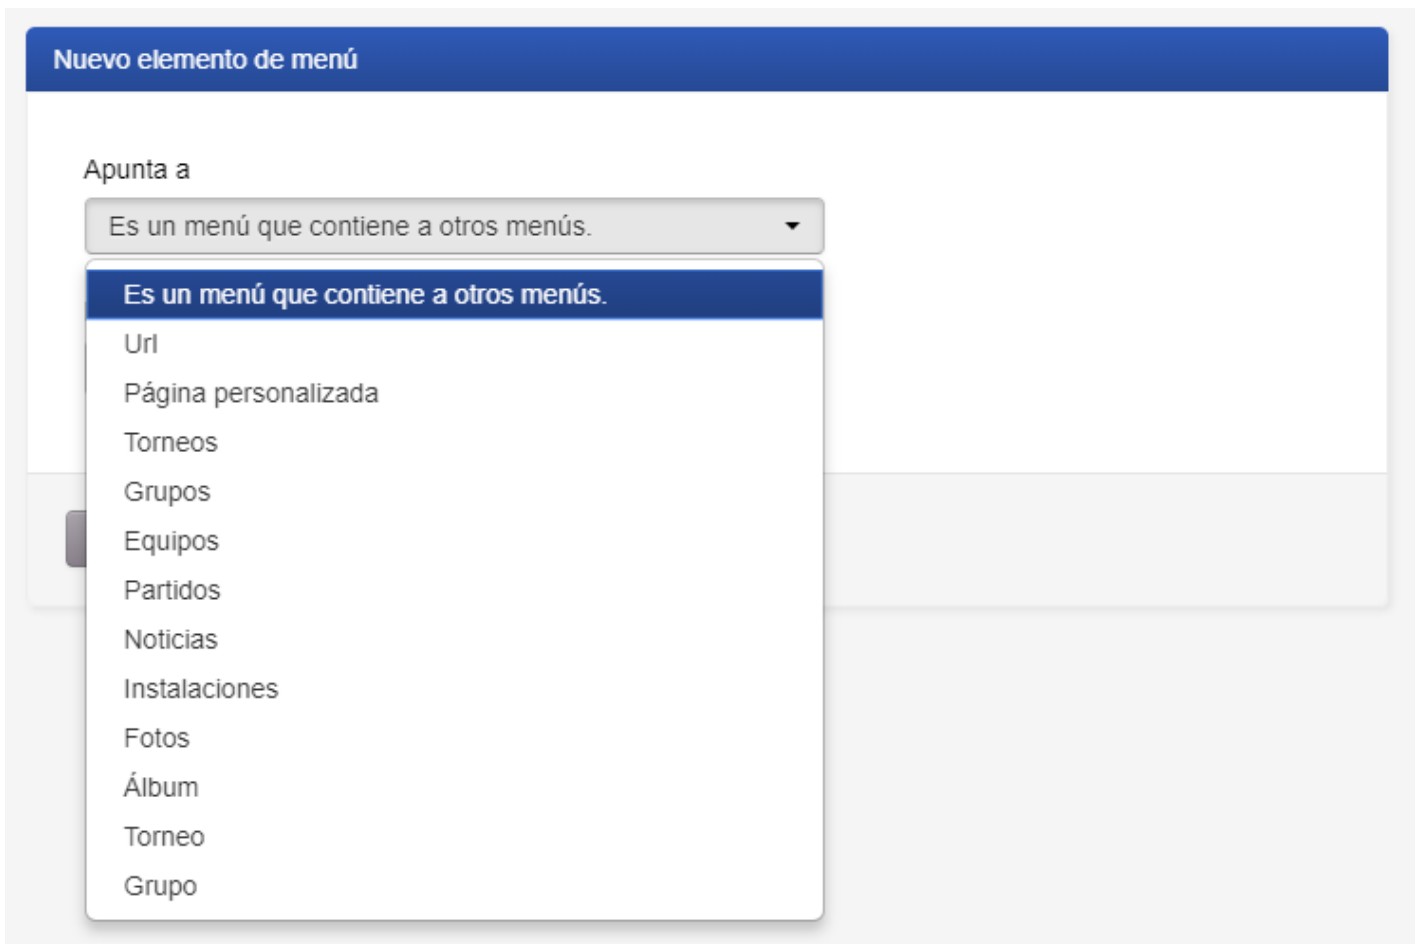 Nuevo elemento de menú
Apunta a
Es un menú que contiene a otros menús.
Es un menú que contiene a otros menús.
Url
Página personalizada
Torneos
Grupos
Equipos
Partidos
Noticias
Instalaciones
Fotos
Álbum
Torneo
Grupo